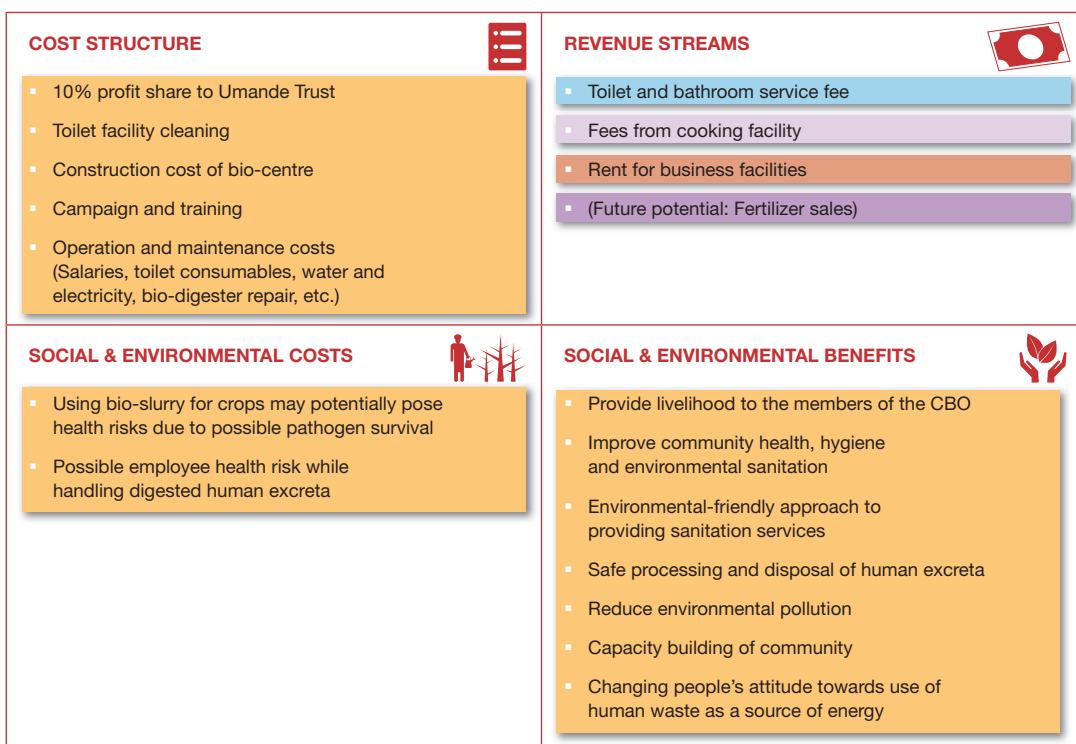 COST STRUCTURE
▪ 10% profit share to Umande Trust
▪ Toilet facility cleaning
▪ Construction cost of bio-centre
▪ Campaign and training
▪ Operation and maintenance costs
(Salaries, toilet consumables, water and
electricity, bio-digester repair, etc.)
REVENUE STREAMS
▪ Toilet and bathroom service fee
▪ Fees from cooking facility
▪ Rent for business facilities
▪ (Future potential: Fertilizer sales)
SOCIAL & ENVIRONMENTAL COSTS
▪ Using bio-slurry for crops may potentially pose
health risks due to possible pathogen survival
▪ Possible employee health risk while
handling digested human excreta
SOCIAL & ENVIRONMENTAL BENEFITS
▪ Provide livelihood to the members of the CBO
▪ Improve community health, hygiene
and environmental sanitation
▪ Environmental-friendly approach to
providing sanitation services
▪ Safe processing and disposal of human excreta
▪ Reduce environmental pollution
▪ Capacity building of community
▪ Changing people’s attitude towards use of
human waste as a source of energy